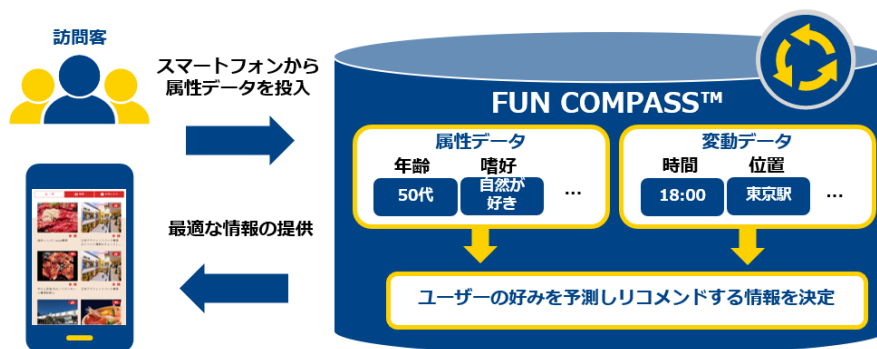 訪問客
スマートフォンから
属性データを投入
FUN COMPASS™
属性データ
年齢
嗜好
50代
自然が
好き
…
変動データ
時間
位置
18:00
東京駅
…
最適な情報の提供
ユーザーの好みを予測しリコメンドする情報を決定